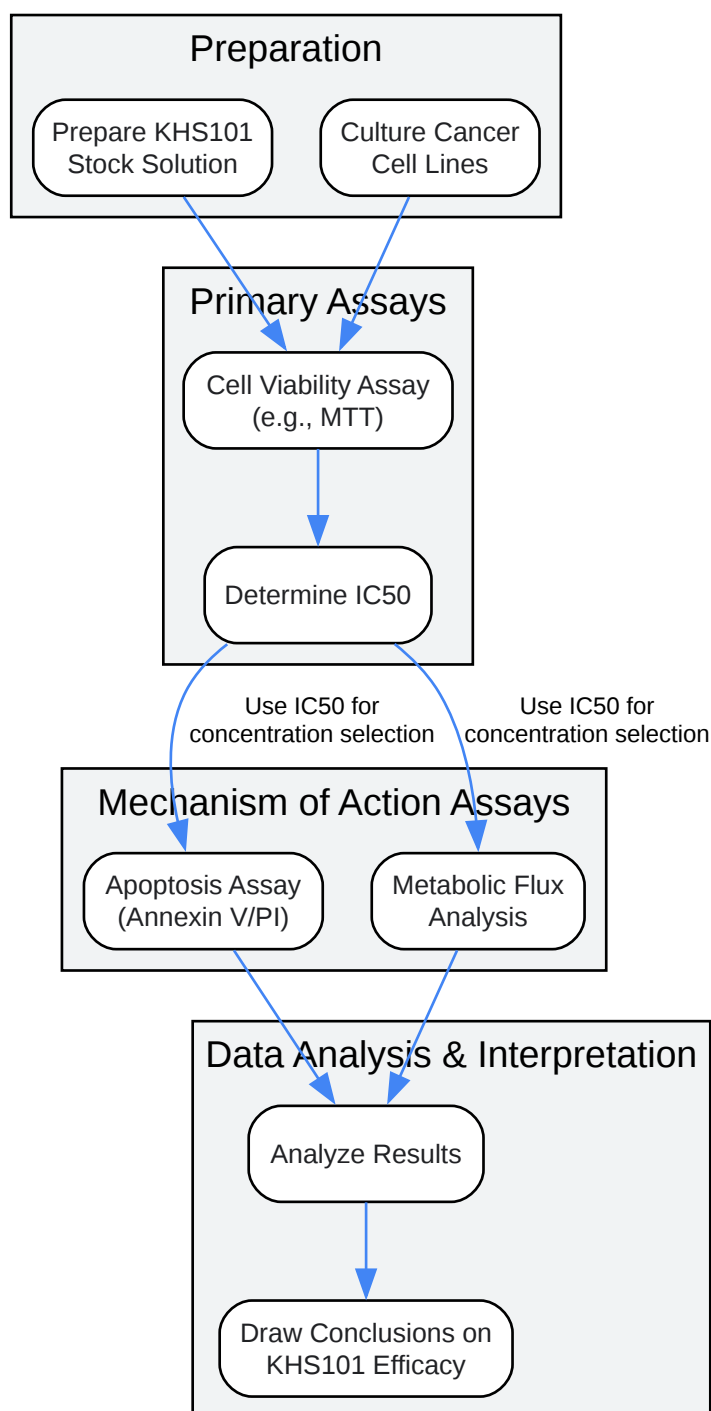 Preparation
Prepare KHS101
Stock Solution
Culture Cancer
Cell Lines
Primary Assays
Cell Viability Assay
(e.g., MTT)
Determine IC50
Use IC50 for
concentration selection
Use IC50 for
concentration selection
Mechanism of Action Assays
Apoptosis Assay
(Annexin V/PI)
Metabolic Flux
Analysis
Data Analysis & Interpretation
Analyze Results
Draw Conclusions on
KHS101 Efficacy